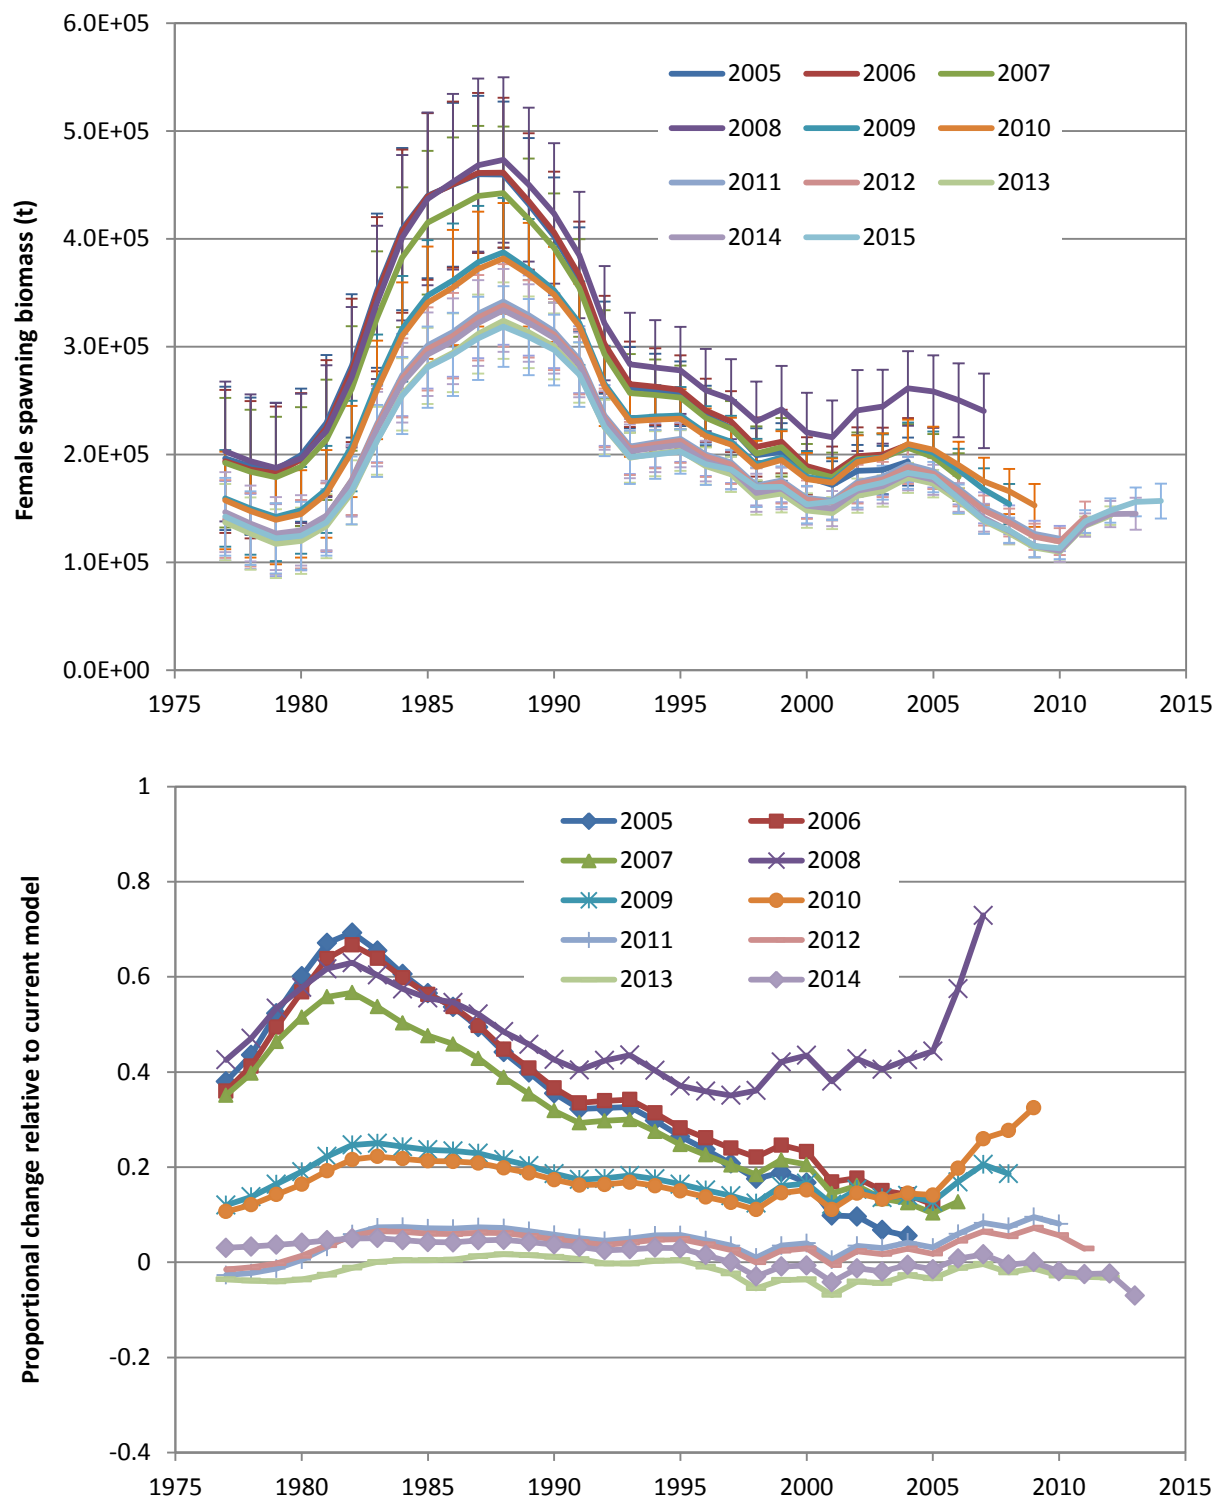 6.0E+05
5.0E+05
4.0E+05
3.0E+05
2.0E+05
1.0E+05
0.0E+00
Female spawning biomass (t)
2005 2006 2007
2008 2009 2010
2011 2012 2013
2014 2015
1975 1980 1985 1990 1995 2000 2005 2010 2015
1
0.8
0.6
0.4
0.2
0
-0.2
-0.4
Proportional change relative to current model
2005 2006
2007 2008
2009 2010
2011 2012
2013 2014
1975 1980 1985 1990 1995 2000 2005 2010 2015